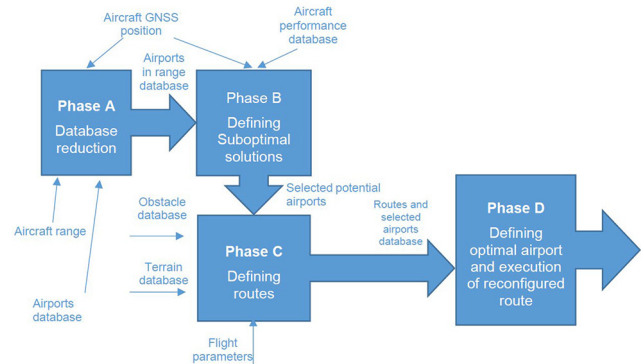 Aircraft GNSS
position
Aircraft
performance
database
Airports
in range
database
Phase A
Database
reduction
Phase B
Defining
Suboptimal
solutions
Selected potential
airports
Aircraft range
Airports
database
Obstacle
database
Terrain
database
Phase C
Defining
routes
Flight
parameters
Routes and
selected
airports
database
Phase D
Defining
optimal airport
and execution
of reconfigured
route